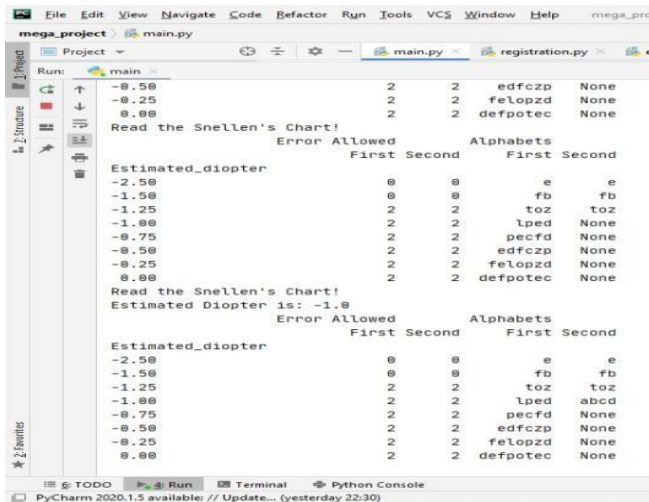 PC File Edit View Navigate Code Refactor Run Tools VCS Window Help mega_pro
mega_project main.py
1: Project Project main.py registration.py
Run: main
-0.50 2 2 edfczp None
-0.25 2 2 felopzd None
0.00 2 2 defpotec None
Read the Snellen's Chart!
Error Allowed Alphabets
First Second First Second
Estimated_diopter
-2.50 0 0 e e
-1.50 0 0 fb fb
-1.25 2 2 toz toz
-1.00 2 2 lped None
-0.75 2 2 pecfd None
-0.50 2 2 edfczp None
-0.25 2 2 felopzd None
0.00 2 2 defpotec None
Read the Snellen's Chart!
Estimated Diopter is: -1.0
Error Allowed Alphabets
First Second First Second
Estimated_diopter
-2.50 0 0 e e
-1.50 0 0 fb fb
-1.25 2 2 toz toz
-1.00 2 2 lped abcd
-0.75 2 2 pecfd None
-0.50 2 2 edfczp None
-0.25 2 2 felopzd None
0.00 2 2 defpotec None
Z: Structure
2: Favorites
6: TODO 4: Run Terminal Python Console
PyCharm 2020.1.5 available: // Update... (yesterday 22:30)